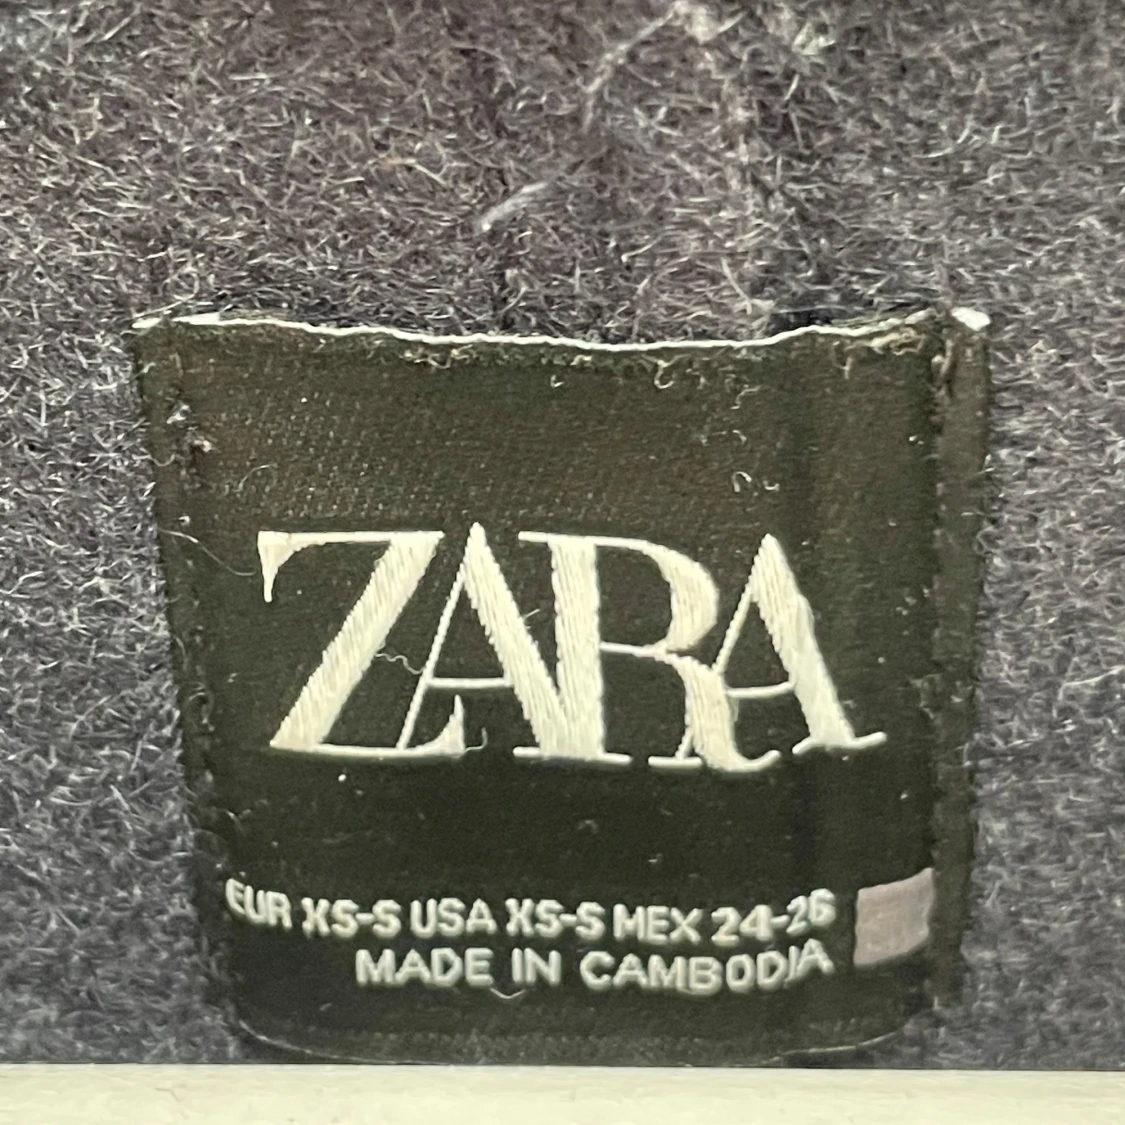 ZARA
EUR XS-S USA XS-S MEX 24-26
MADE IN CAMBODIA